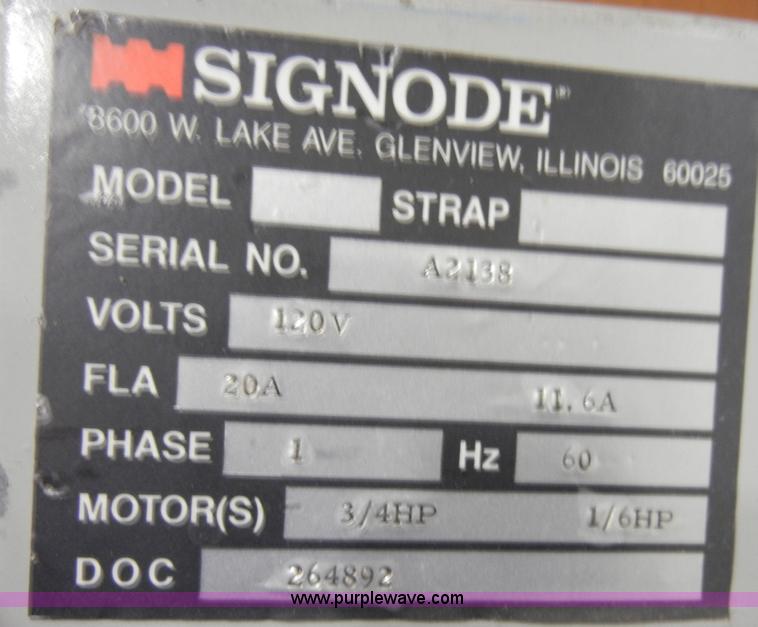 SIGNODE®
3600 W. LAKE AVE. GLENVIEW, ILLINOIS 60025
MODEL STRAP
SERIAL NO. A2138
VOLTS 120V
FLA 20A 11.6A
PHASE 1 Hz 60
MOTOR(S) 3/4HP 1/6HP
DOC 264892
www.purplewave.com